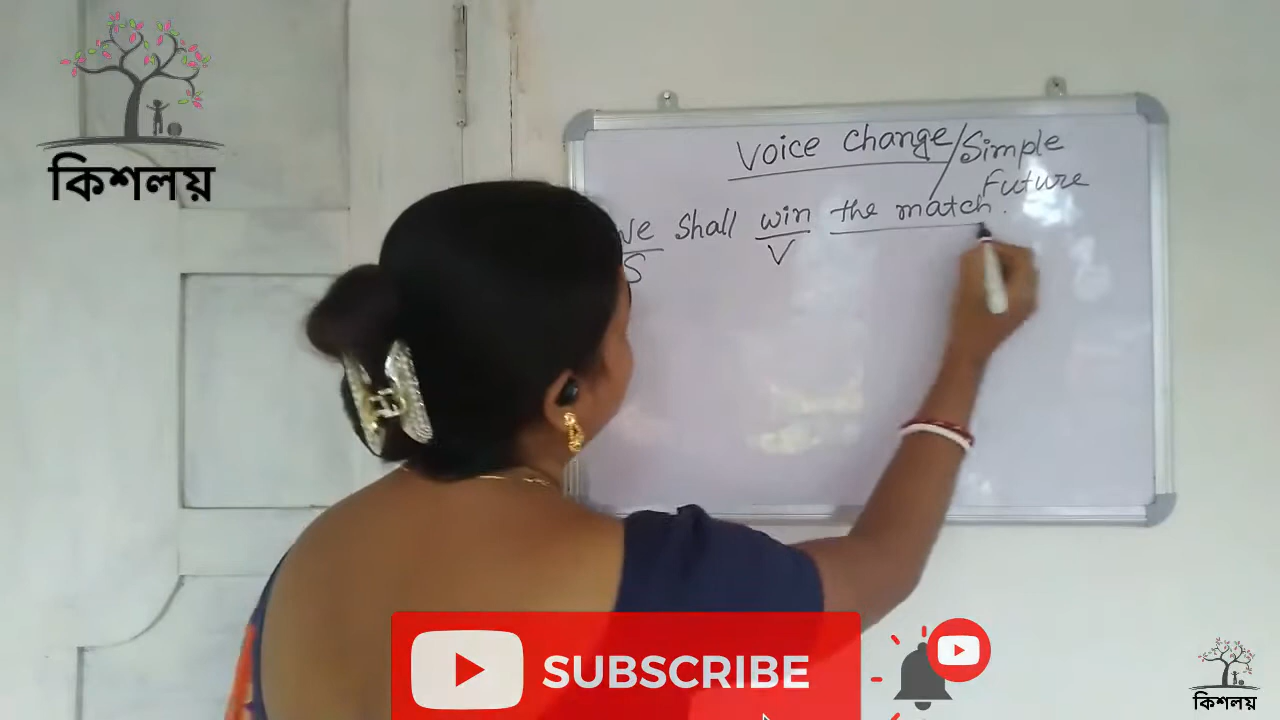 কিশলয়
Voice Change/Simple
Future
We shall win the match.
S V
SUBSCRIBE
কিশলয়